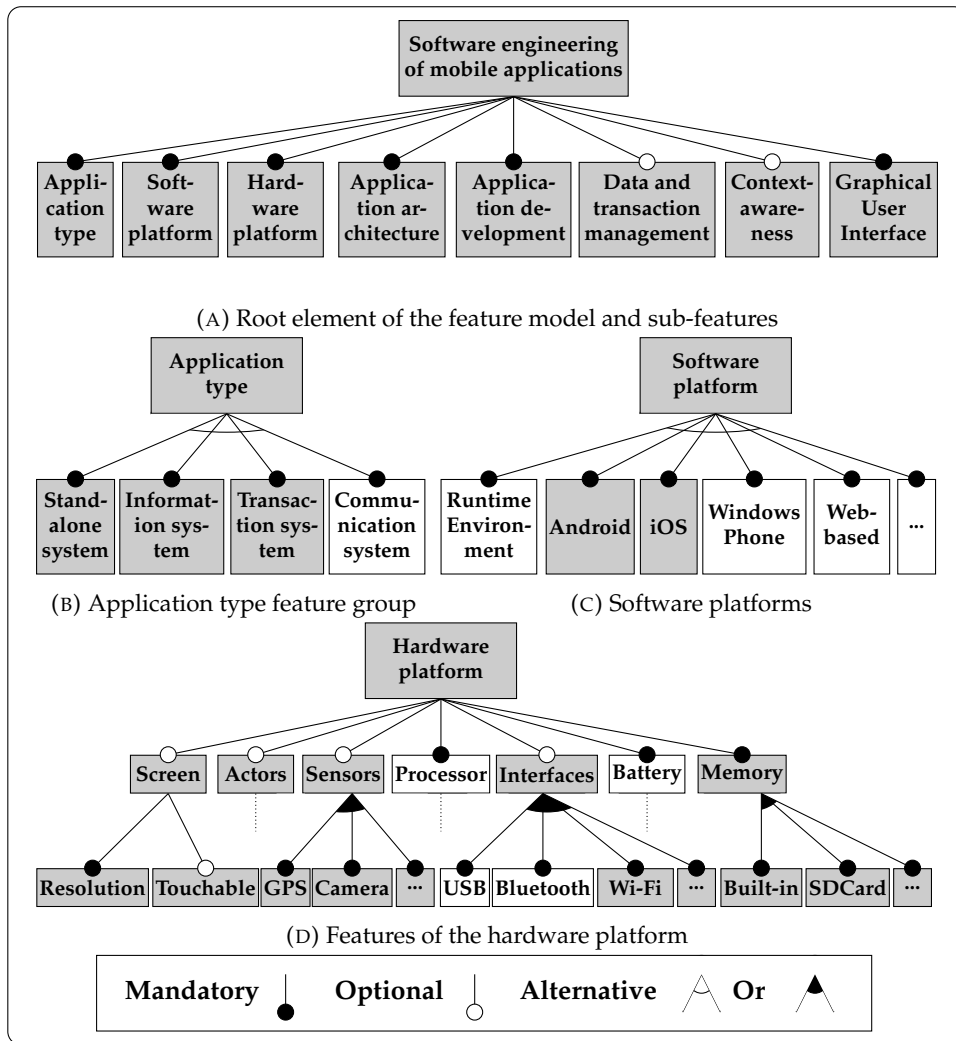 Software engineering
of mobile applications
Appli-
cation
type
Soft-
ware
platform
Hard-
ware
platform
Applica-
tion ar-
chitecture
Applica-
tion de-
velopment
Data and
transaction
management
Context-
aware-
ness
Graphical
User
Interface
(A) Root element of the feature model and sub-features
Application
type
Stand-
alone
system
Informat-
ion sys-
tem
Transac-
tion sys-
tem
Commu-
nication
system
(B) Application type feature group
Software
platform
Runtime
Environ-
ment
Android
iOS
Windows
Phone
Web-
based
...
(C) Software platforms
Hardware
platform
Screen
Actors
Sensors
Processor
Interfaces
Battery
Memory
Resolution
Touchable
GPS
Camera
...
USB
Bluetooth
Wi-Fi
...
Built-in
SDCard
...
(D) Features of the hardware platform
Mandatory Optional Alternative Or